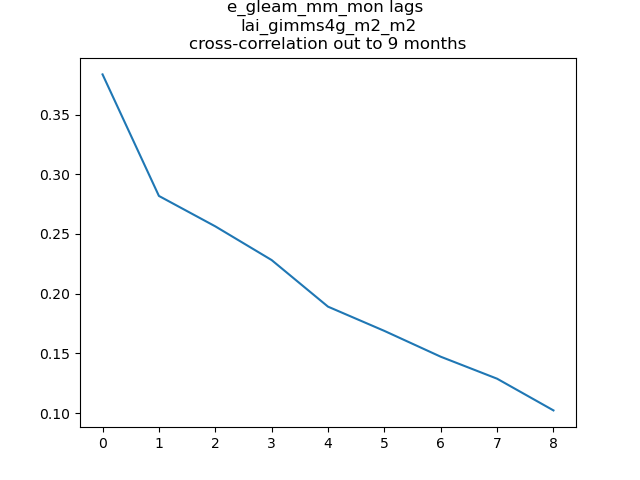 e_gleam_mm_mon lags
lai_gimms4g_m2_m2
cross-correlation out to 9 months
0.35
0.30
0.25
0.20
0.15
0.10
0 1 2 3 4 5 6 7 8